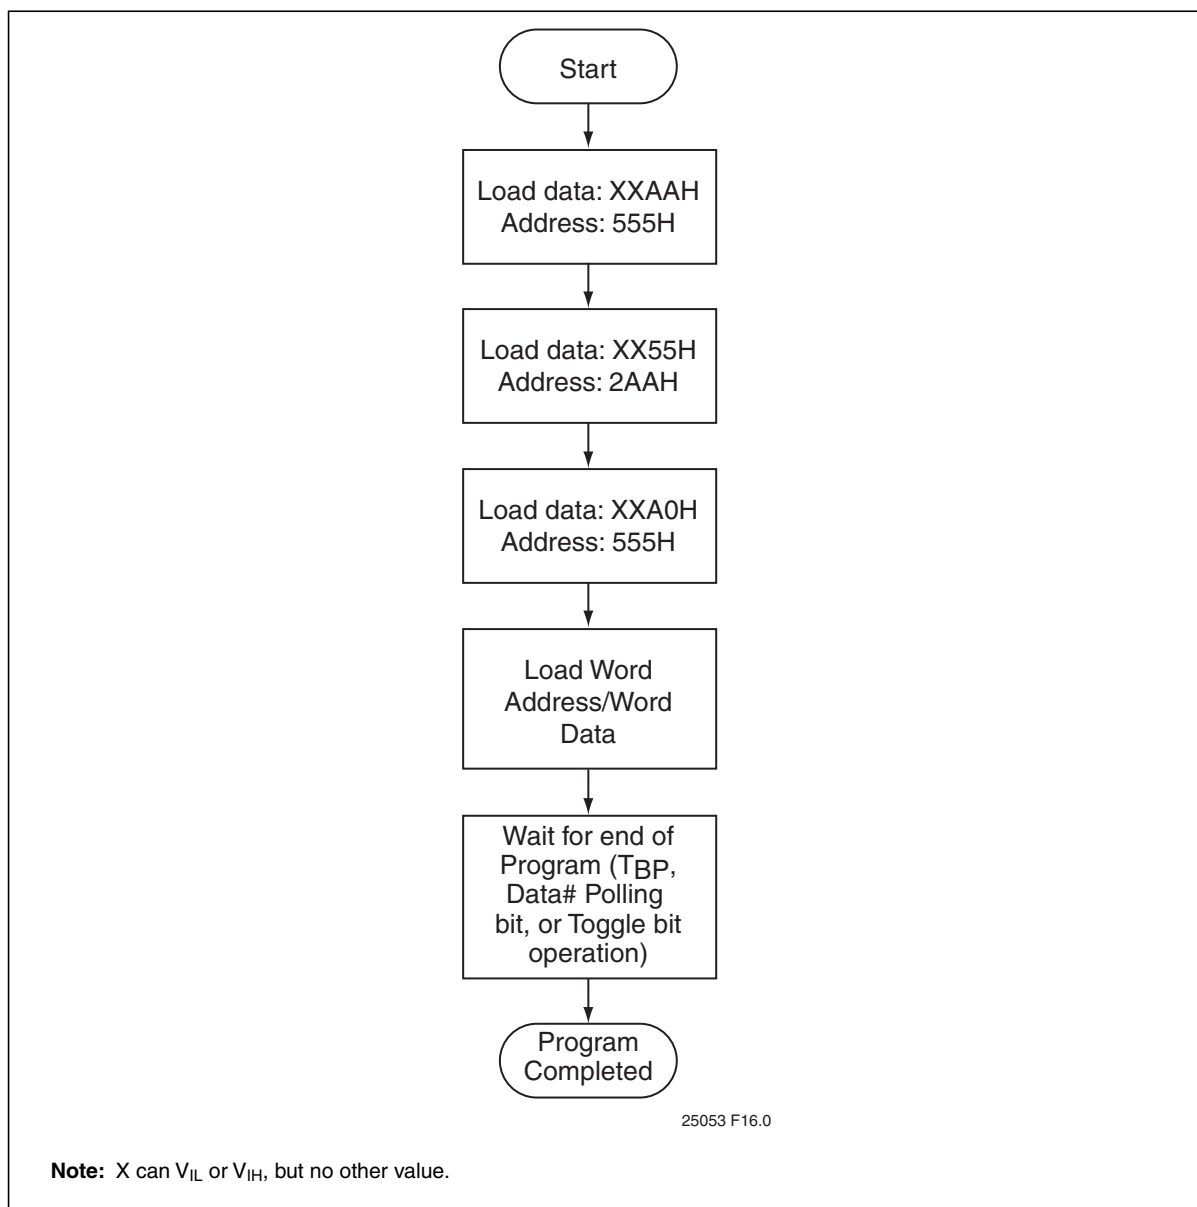 Start
Load data: XXAAH
Address: 555H
Load data: XX55H
Address: 2AAH
Load data: XXA0H
Address: 555H
Load Word
Address/Word
Data
Wait for end of
Program (TBP,
Data# Polling
bit, or Toggle bit
operation)
Program
Completed
25053 F16.0
Note: X can VIL or VIH, but no other value.